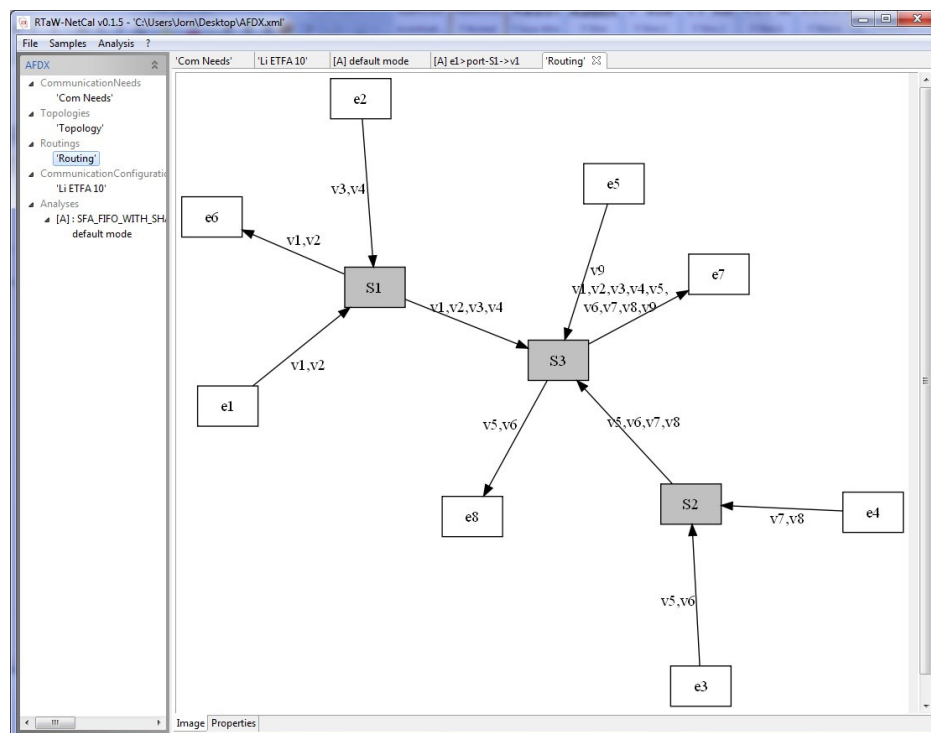 RTaW-NetCal v0.1.5 - 'C:\Users\Jorn\Desktop\AFDX.xml'
File Samples Analysis ?
AFDX
CommunicationNeeds
'Com Needs'
Topologies
'Topology'
Routings
'Routing'
CommunicationConfiguratio
'Li ETFA 10'
Analyses
[A] : SFA_FIFO_WITH_SHA
default mode
'Com Needs' 'Li ETFA 10' [A] default mode [A] e1>port-S1->v1 'Routing'
e2
v3,v4
e5
e6
v1,v2
v9
e7
S1
v1,v2,v3,v4,v5,
v6,v7,v8,v9
v1,v2,v3,v4
S3
v1,v2
e1
v5,v6
v5,v6,v7,v8
S2
e8
v7,v8
e4
v5,v6
e3
Image Properties